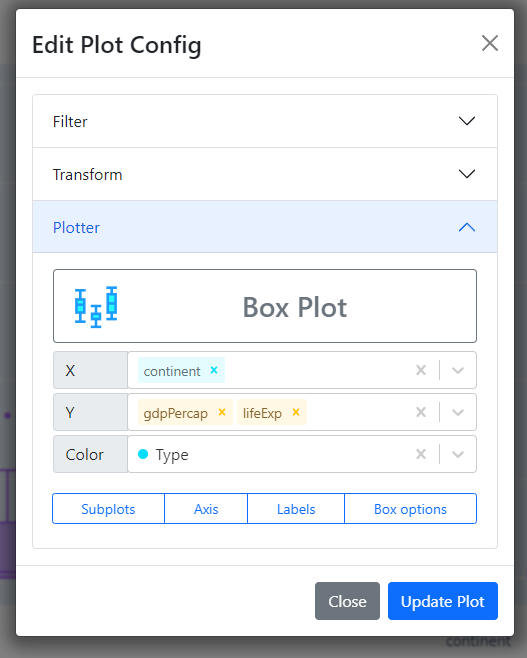 Edit Plot Config
Filter
Transform
Plotter
Box Plot
X continent ×
Y gdpPercap × lifeExp ×
Color Type
Subplots Axis Labels Box options
Close Update Plot
continent